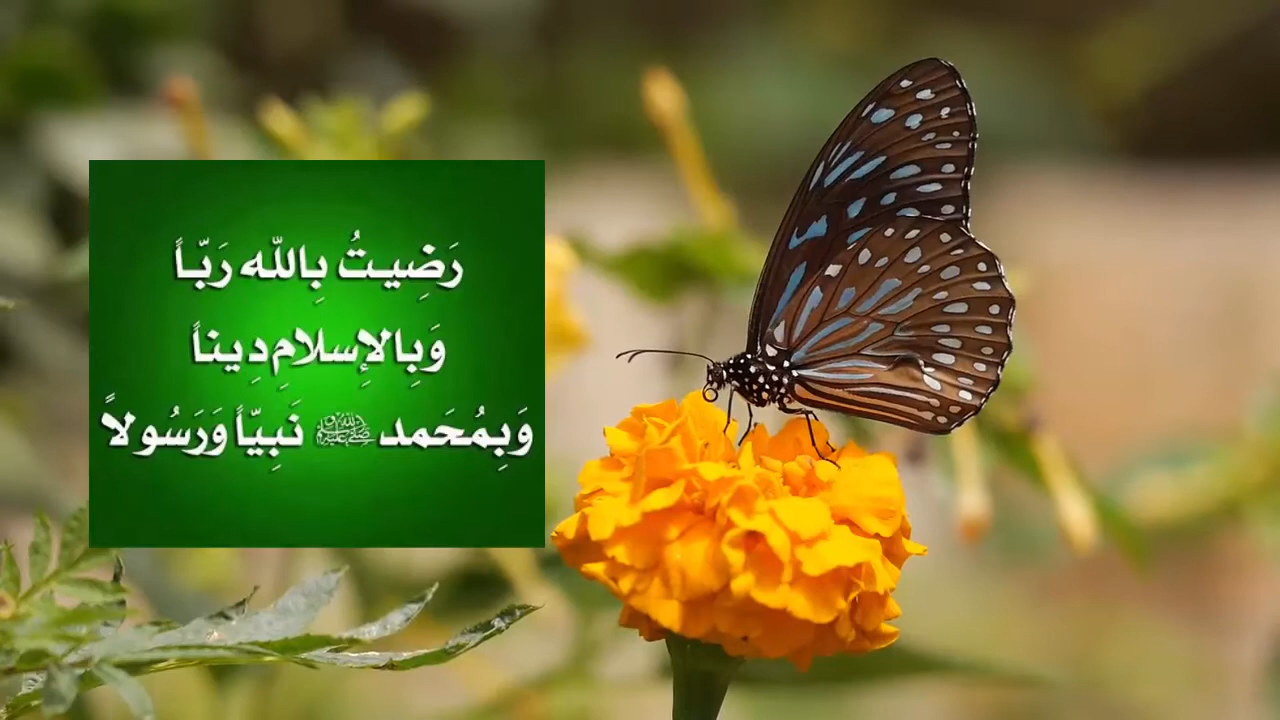 رَضِيتُ بِاللّه رَبّاً
وَبِالإِسلامِ دِيناً
وَبِمُحَمد ﷺ نَبِيّاً وَرَسُولاً